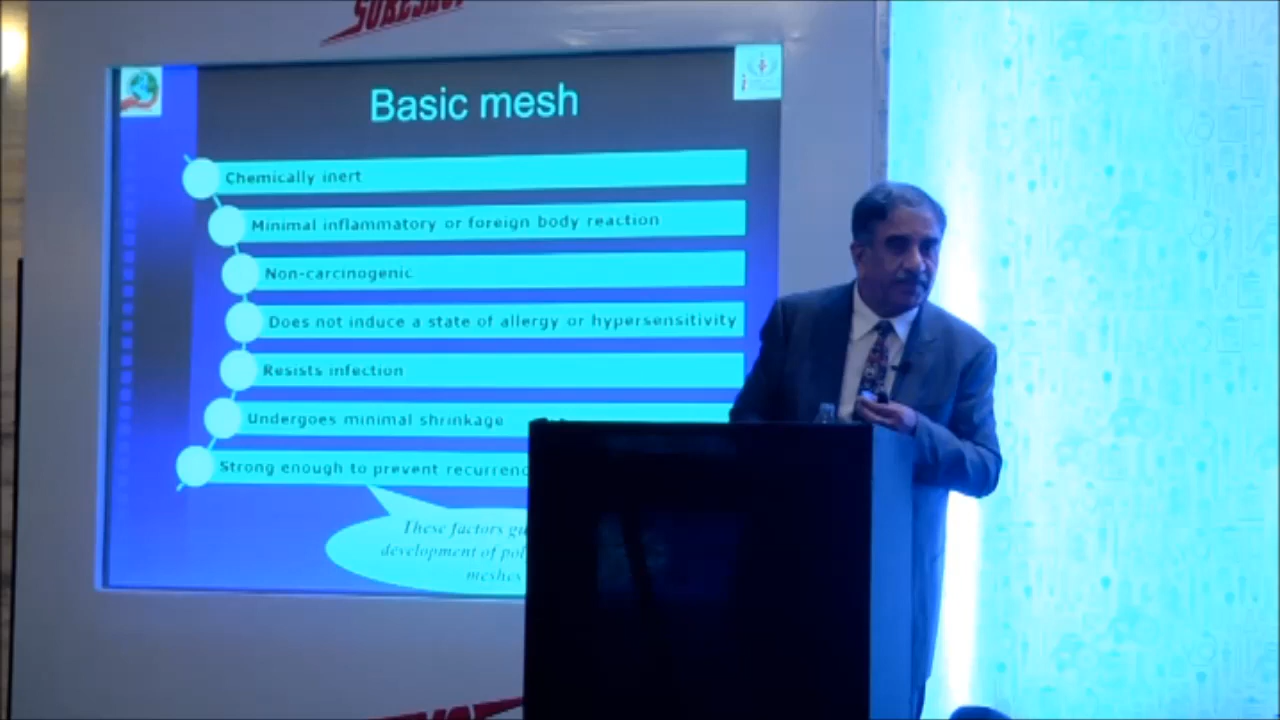 Basic mesh
Chemically inert
Minimal inflammatory or foreign body reaction
Non-carcinogenic
Does not induce a state of allergy or hypersensitivity
Resists infection
Undergoes minimal shrinkage
Strong enough to prevent
These factors
development of
meshes